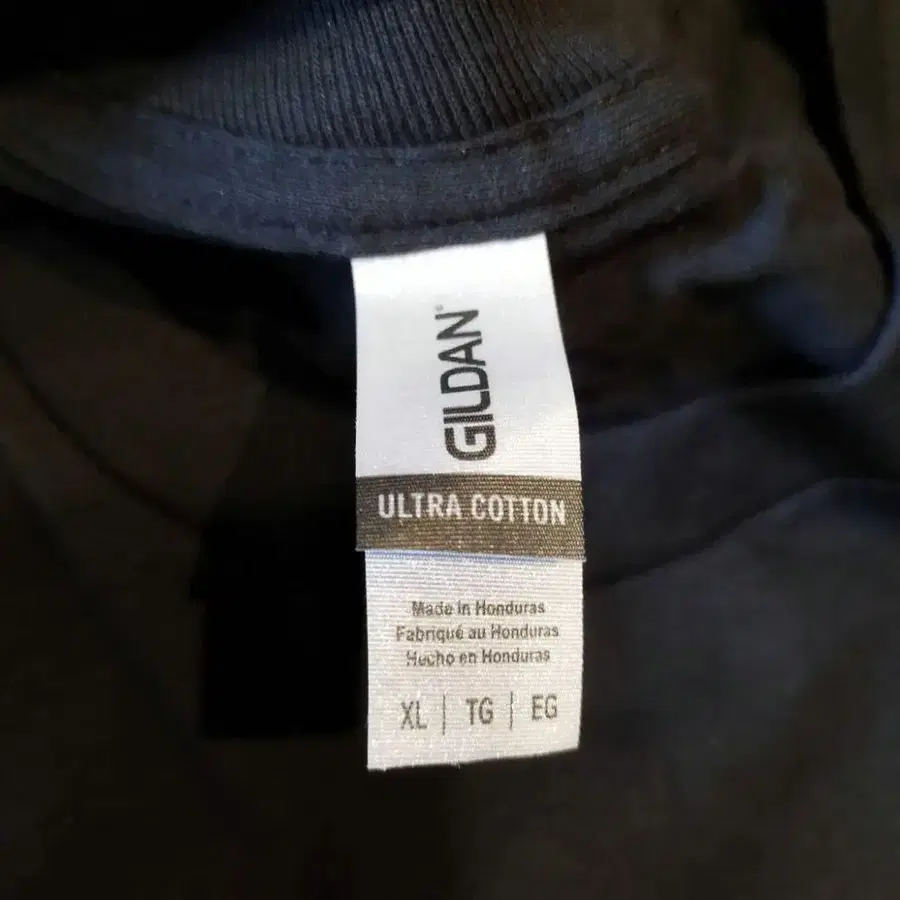 GILDAN®
ULTRA COTTON
Made in Honduras
Fabriqué au Honduras
Hecho en Honduras
XL | TG | EG